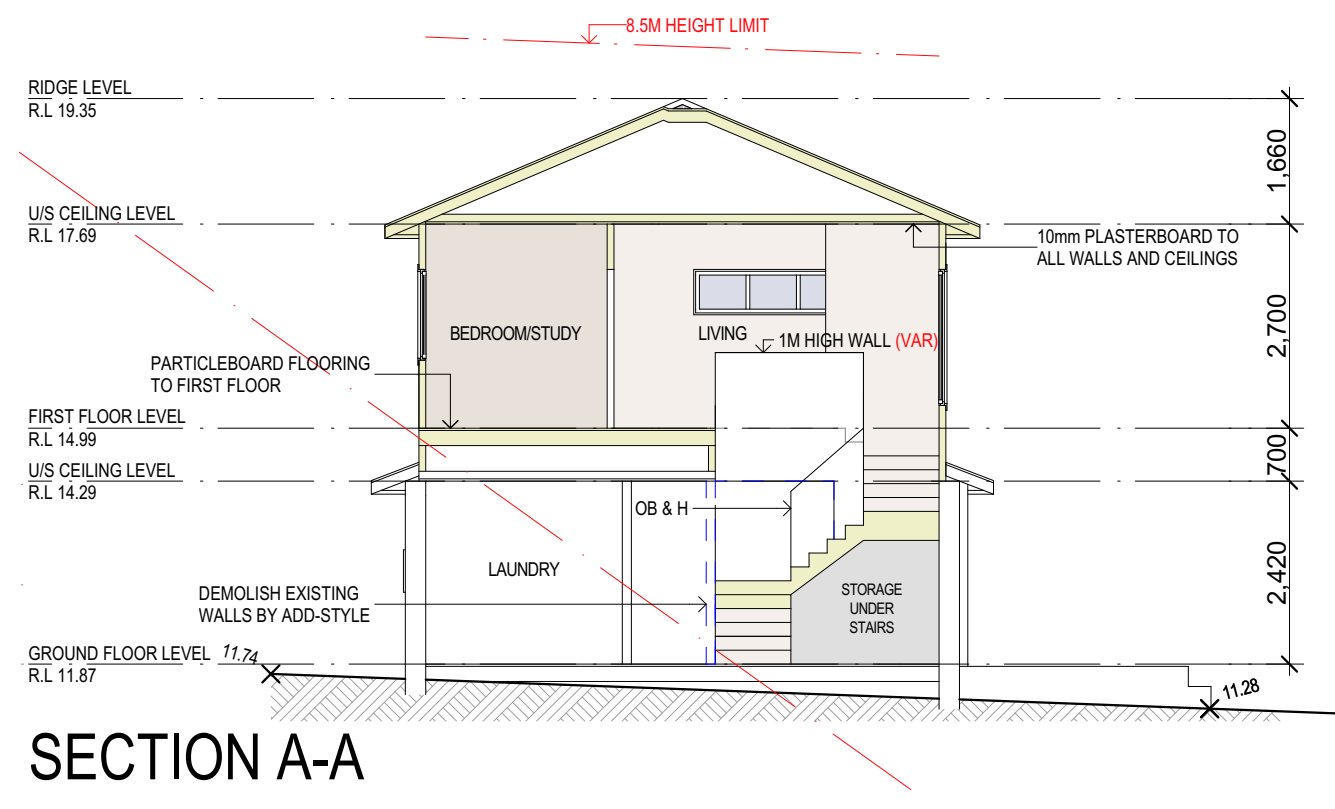 8.5M HEIGHT LIMIT
RIDGE LEVEL
R.L 19.35
1,660
U/S CEILING LEVEL
R.L 17.69
10mm PLASTERBOARD TO
ALL WALLS AND CEILINGS
BEDROOM/STUDY
LIVING
1M HIGH WALL (VAR)
2,700
PARTICLEBOARD FLOORING
TO FIRST FLOOR
FIRST FLOOR LEVEL
R.L 14.99
700
U/S CEILING LEVEL
R.L 14.29
OB & H
LAUNDRY
2,420
DEMOLISH EXISTING
WALLS BY ADD-STYLE
STORAGE
UNDER
STAIRS
GROUND FLOOR LEVEL
11.74
R.L 11.87
11.28
SECTION A-A